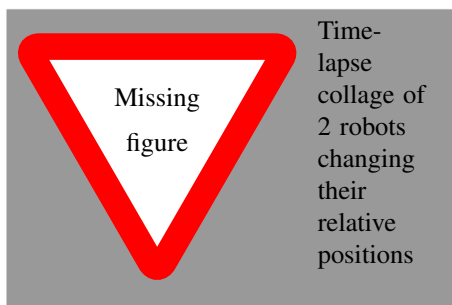 Missing
figure
Time-
lapse
collage of
2 robots
changing
their
relative
positions